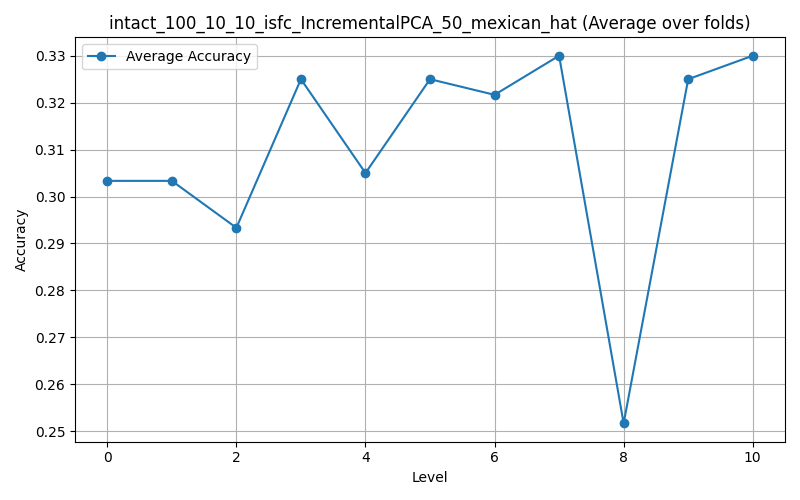 intact_100_10_10_isfc_IncrementalPCA_50_mexican_hat (Average over folds)
Average Accuracy
0.33
0.32
0.31
0.30
0.29
0.28
0.27
0.26
0.25
Accuracy
0 2 4 6 8 10
Level